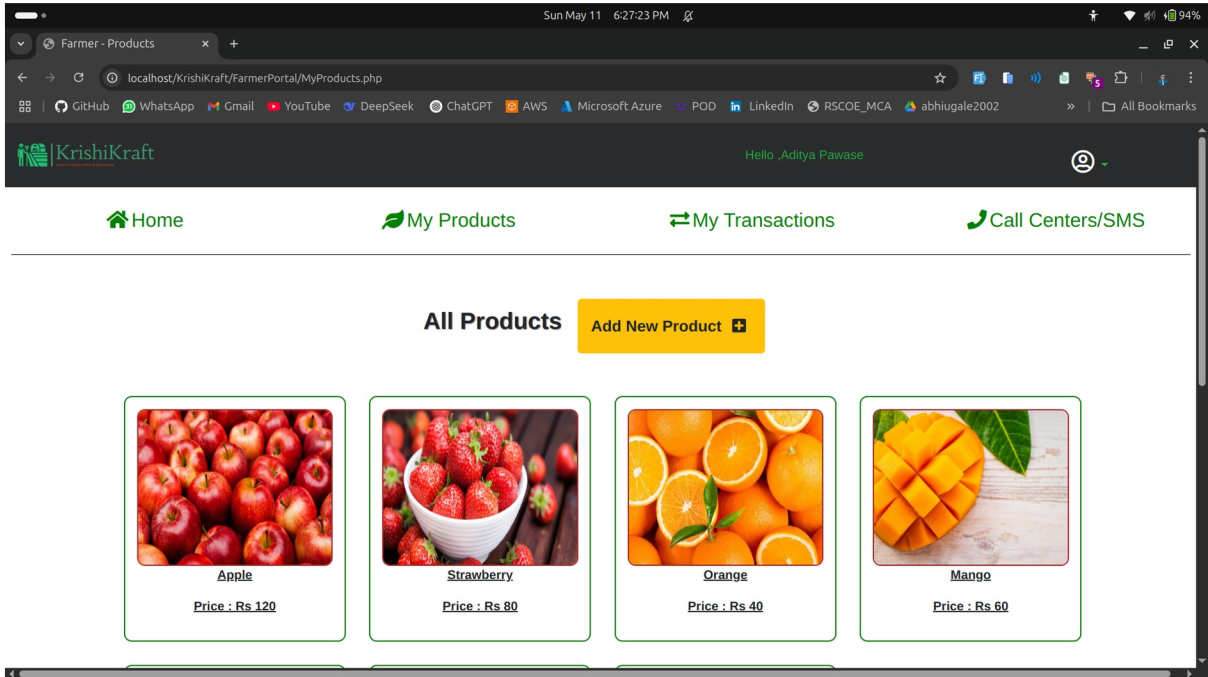 Sun May 11 6:27:23 PM
94%
Farmer - Products
localhost/KrishiKraft/FarmerPortal/MyProducts.php
5
GitHub WhatsApp Gmail YouTube DeepSeek ChatGPT AWS Microsoft Azure POD LinkedIn RSCOE_MCA abhiugale2002 » All Bookmarks
KrishiKraft
Hello ,Aditya Pawase
Home My Products My Transactions Call Centers/SMS
All Products Add New Product
Apple Strawberry Orange Mango
Price : Rs 120 Price : Rs 80 Price : Rs 40 Price : Rs 60